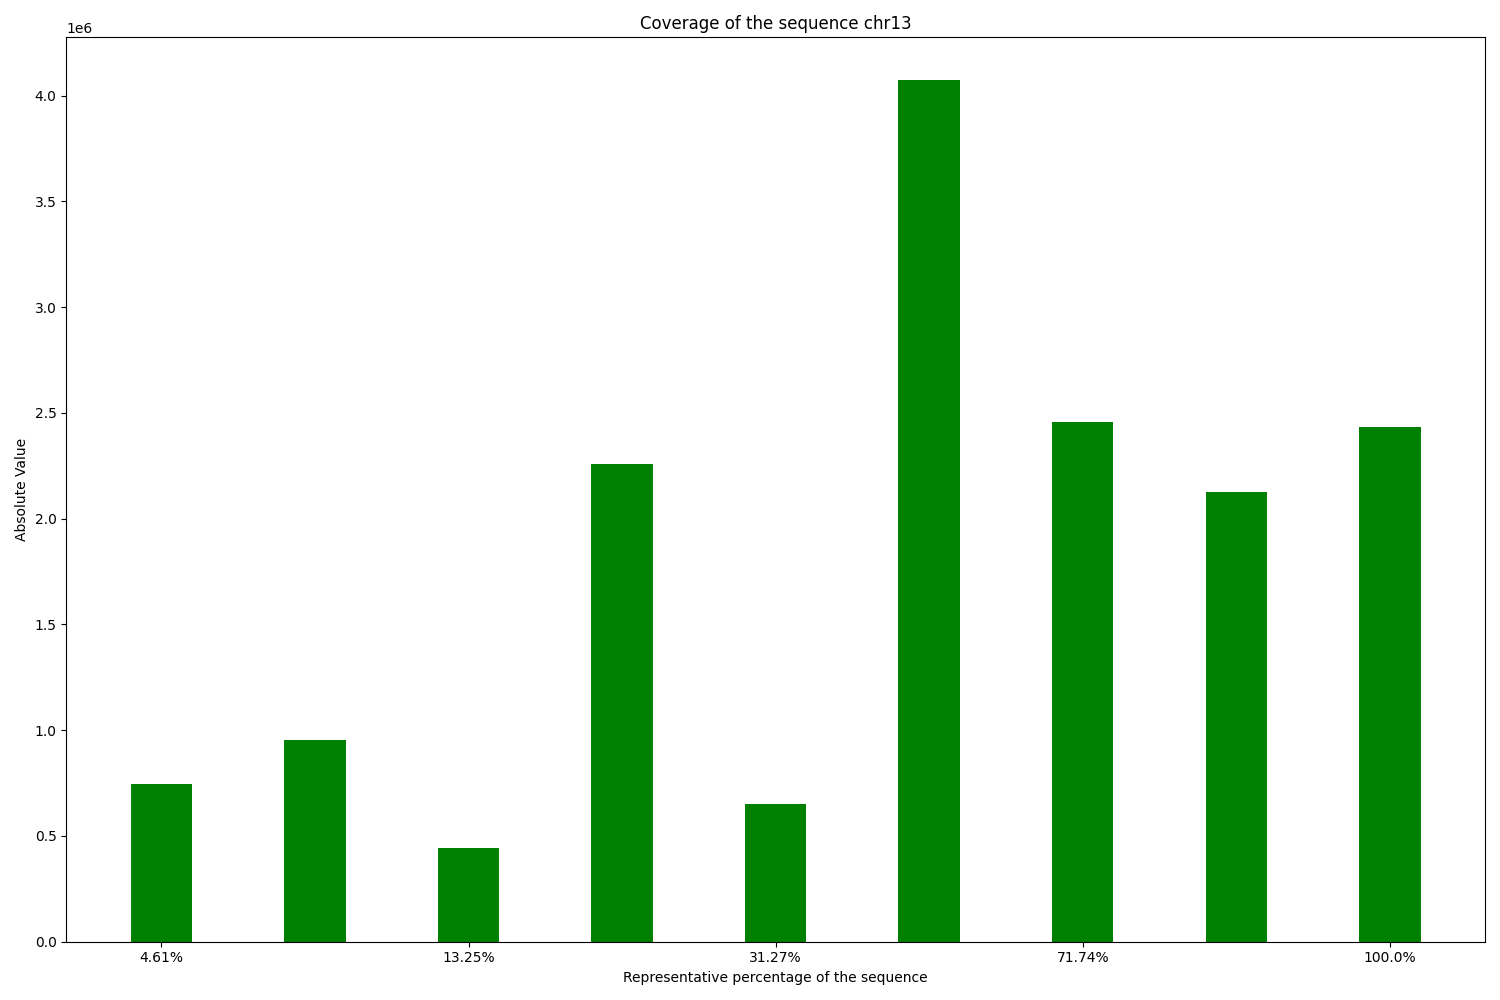 Coverage of the sequence chr13
1e6
4.0
3.5
3.0
2.5
2.0
1.5
1.0
0.5
0.0
Absolute Value
4.61% 13.25% 31.27% 71.74% 100.0%
Representative percentage of the sequence